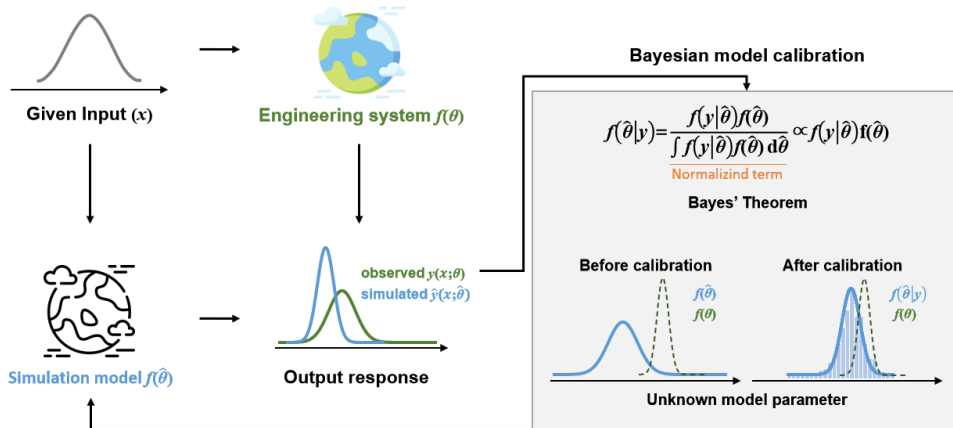 Bayesian model calibration
Given Input (x)
Engineering system f(θ)
f(θ̂|y)= f(y|θ̂)f(θ̂) / ∫ f(y|θ̂)f(θ̂) dθ̂ ∝ f(y|θ̂) f(θ̂)
Normalizind term
Bayes’ Theorem
observed y(x;θ)
simulated ŷ(x;θ̂)
Before calibration
f(θ̂)
f(θ)
After calibration
f(θ̂|y)
f(θ)
Simulation model f(θ̂)
Output response
Unknown model parameter